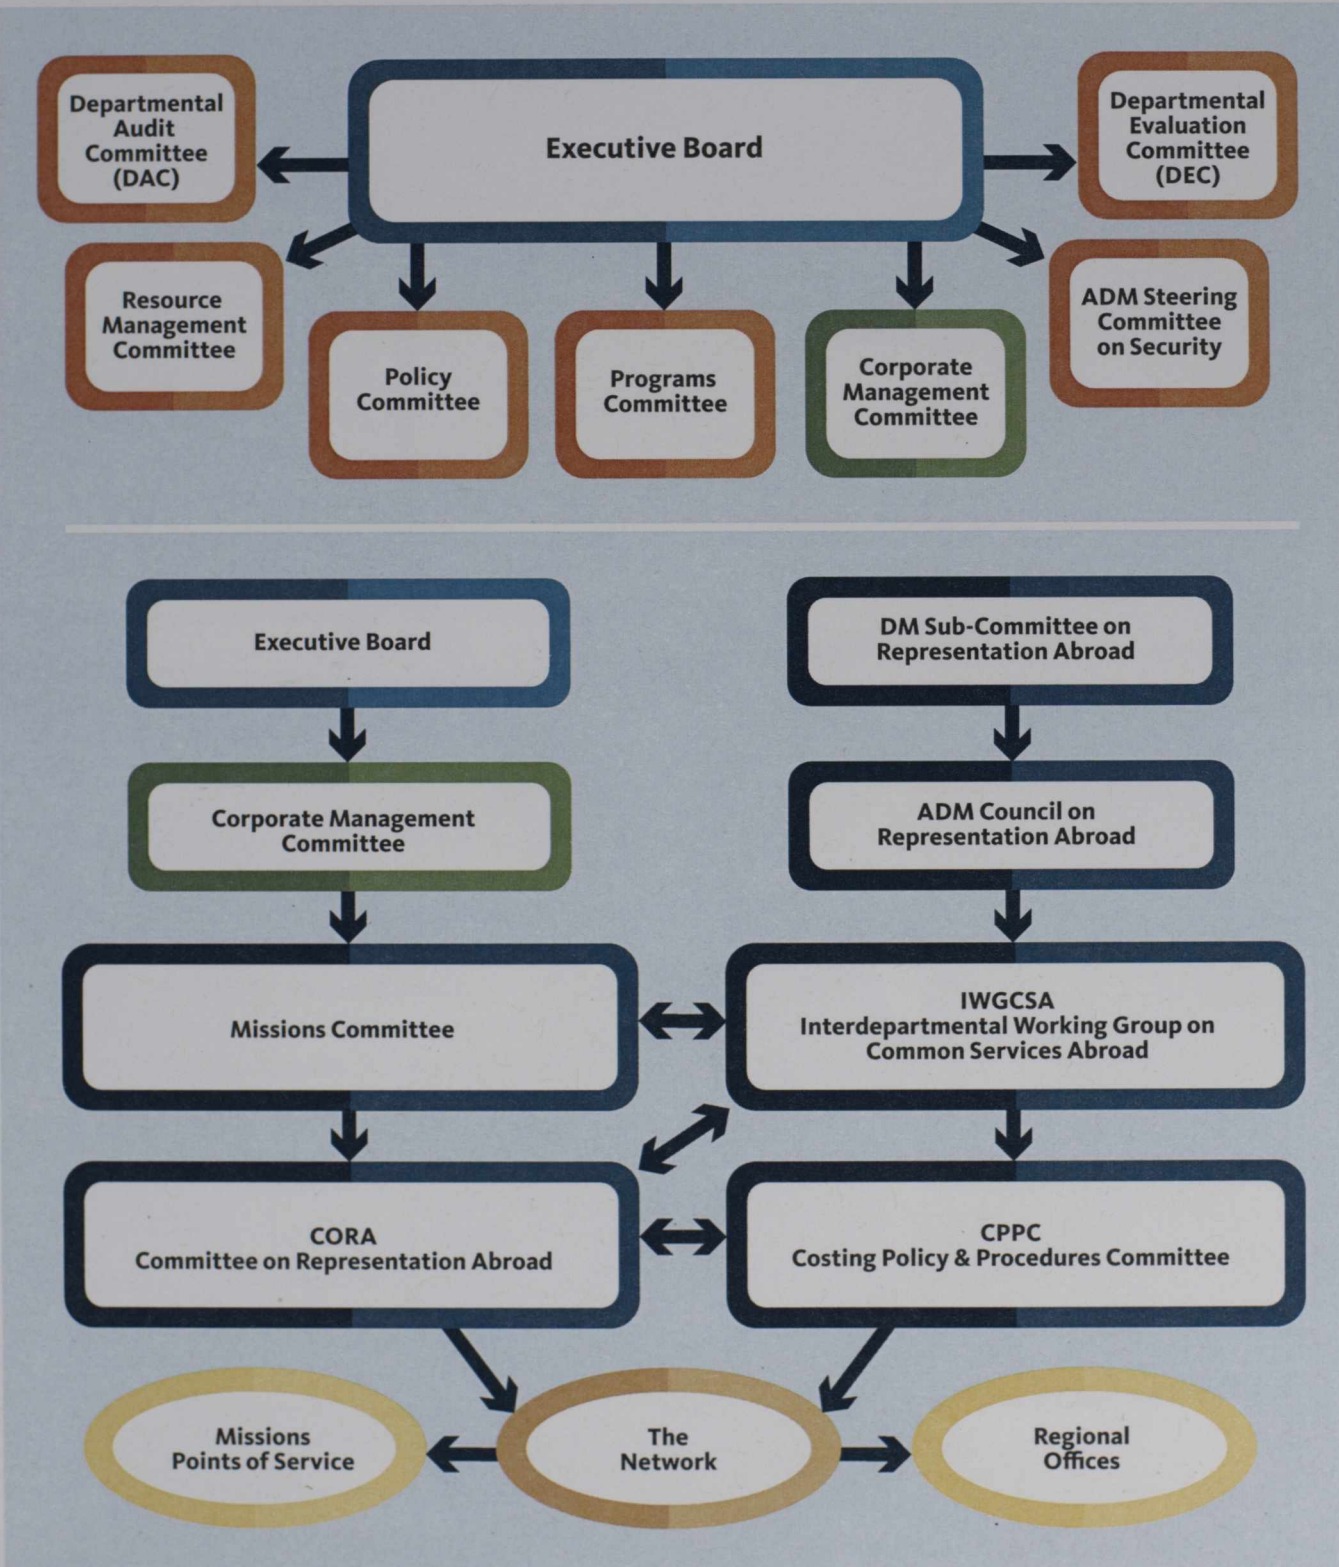 Departmental
Audit
Committee
(DAC)
Executive Board
Departmental
Evaluation
Committee
(DEC)
Resource
Management
Committee
Policy
Committee
Programs
Committee
Corporate
Management
Committee
ADM Steering
Committee
on Security
Executive Board
DM Sub-Committee on
Representation Abroad
Corporate Management
Committee
ADM Council on
Representation Abroad
Missions Committee
IWGCSA
Interdepartmental Working Group on
Common Services Abroad
CORA
Committee on Representation Abroad
CPPC
Costing Policy & Procedures Committee
Missions
Points of Service
The
Network
Regional
Offices